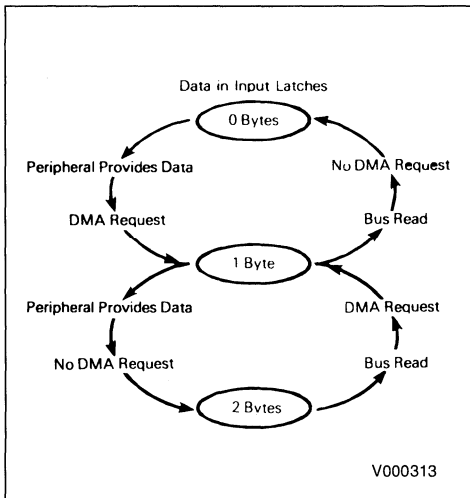 Data in Input Latches
0 Bytes
Peripheral Provides Data
No DMA Request
DMA Request
Bus Read
1 Byte
Peripheral Provides Data
DMA Request
No DMA Request
Bus Read
2 Bytes
V000313